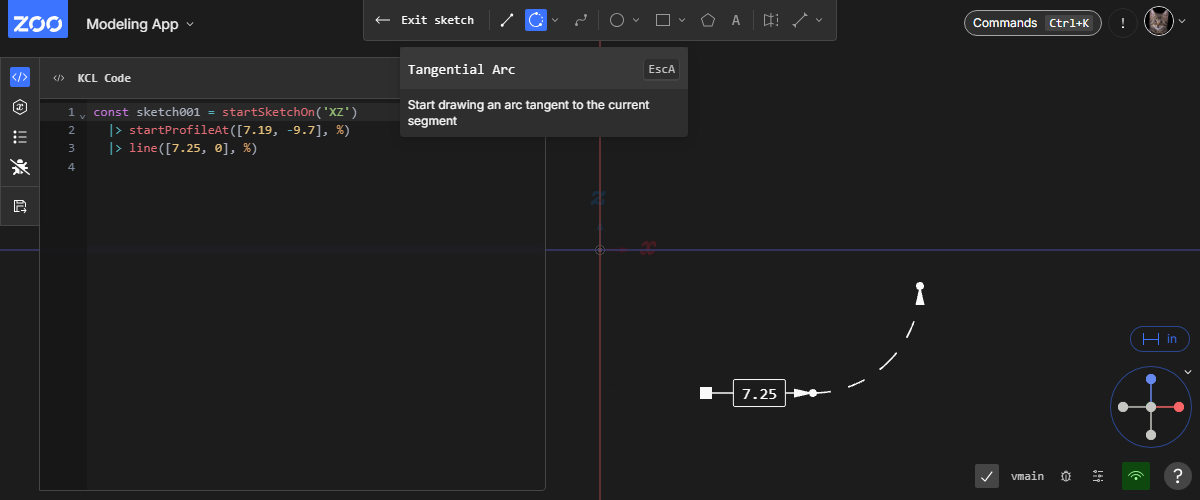 ZOO Modeling App
Exit sketch
A
Commands Ctrl+K
!
Tangential Arc EscA
Start drawing an arc tangent to the current
segment
KCL Code
1 const sketch001 = startSketchOn('XZ')
2 |> startProfileAt([7.19, -9.7], %)
3 |> line([7.25, 0], %)
4
z
x
in
7.25
vmain
?